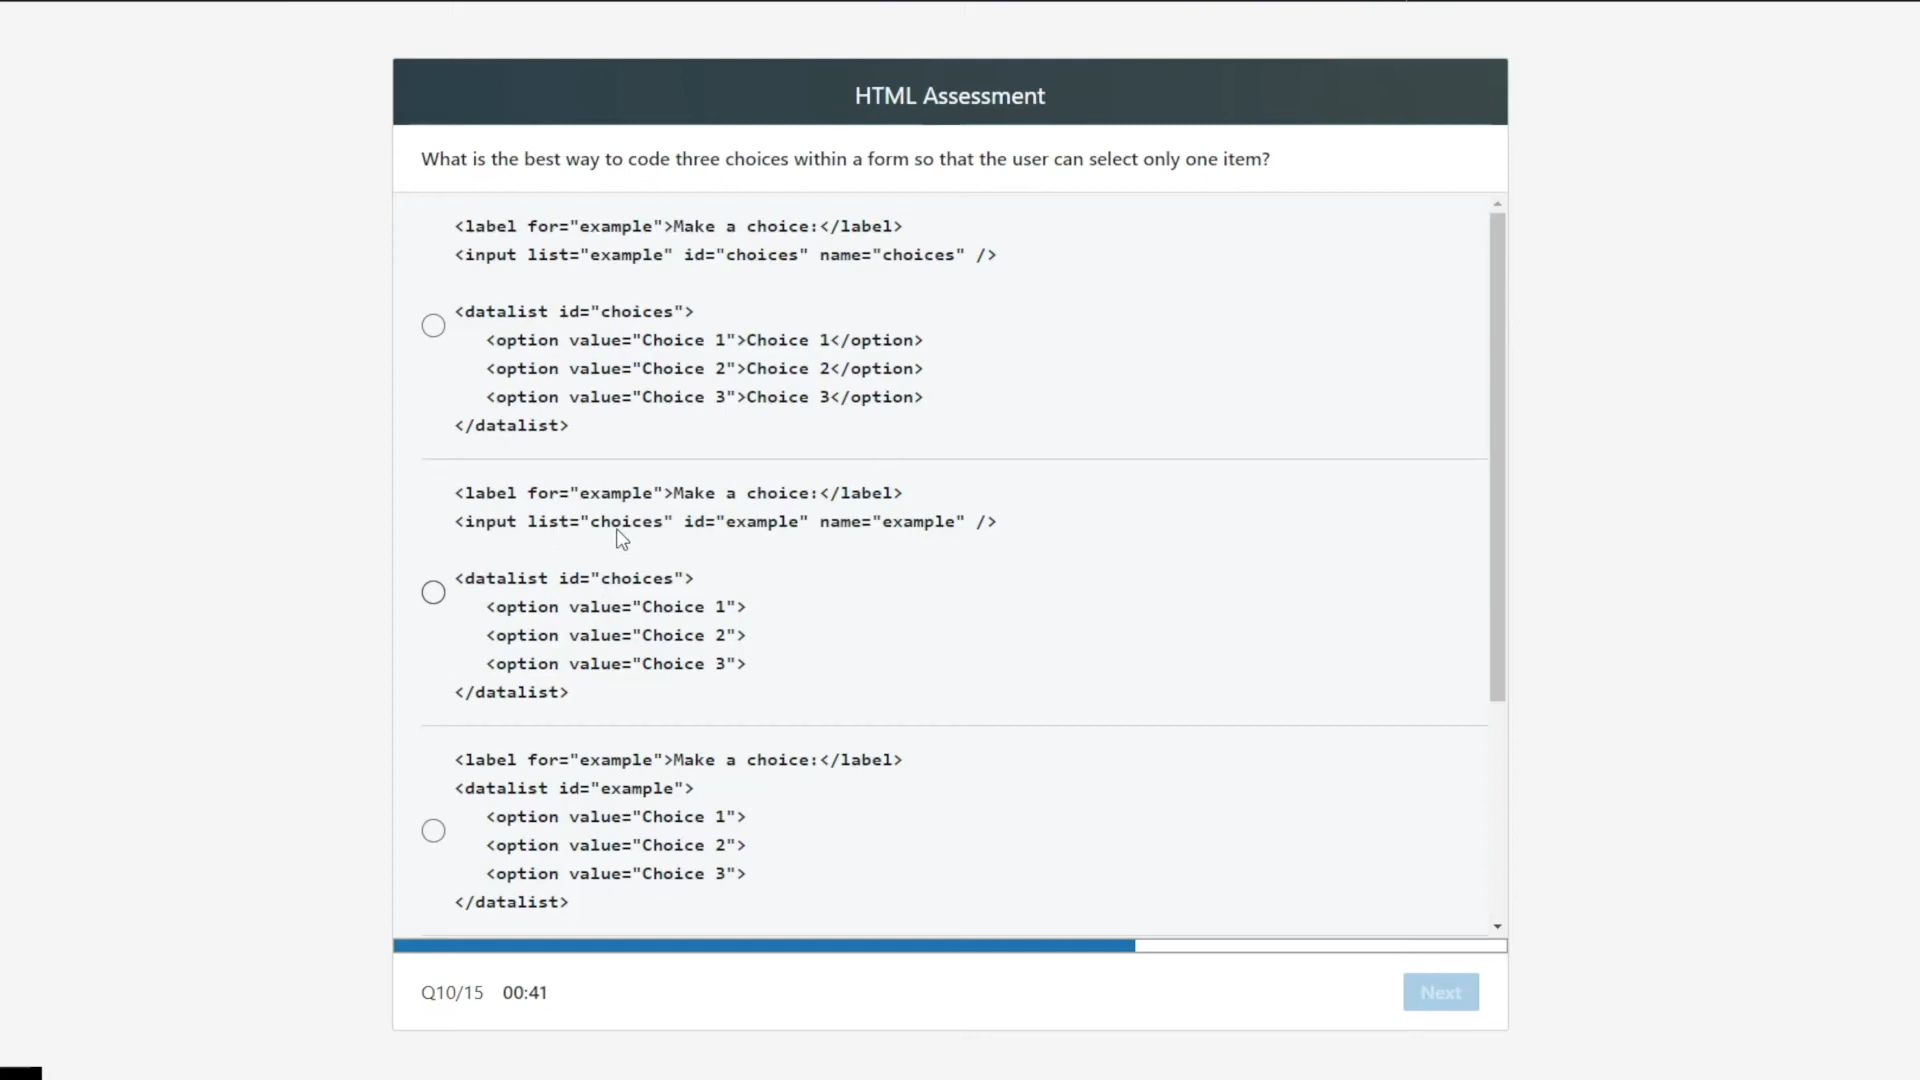 HTML Assessment
What is the best way to code three choices within a form so that the user can select only one item?
<label for="example">Make a choice:</label>
<input list="example" id="choices" name="choices" />
<datalist id="choices">
<option value="Choice 1">Choice 1</option>
<option value="Choice 2">Choice 2</option>
<option value="Choice 3">Choice 3</option>
</datalist>
<label for="example">Make a choice:</label>
<input list="choices" id="example" name="example" />
<datalist id="choices">
<option value="Choice 1">
<option value="Choice 2">
<option value="Choice 3">
</datalist>
<label for="example">Make a choice:</label>
<datalist id="example">
<option value="Choice 1">
<option value="Choice 2">
<option value="Choice 3">
</datalist>
Q10/15 00:41
Next